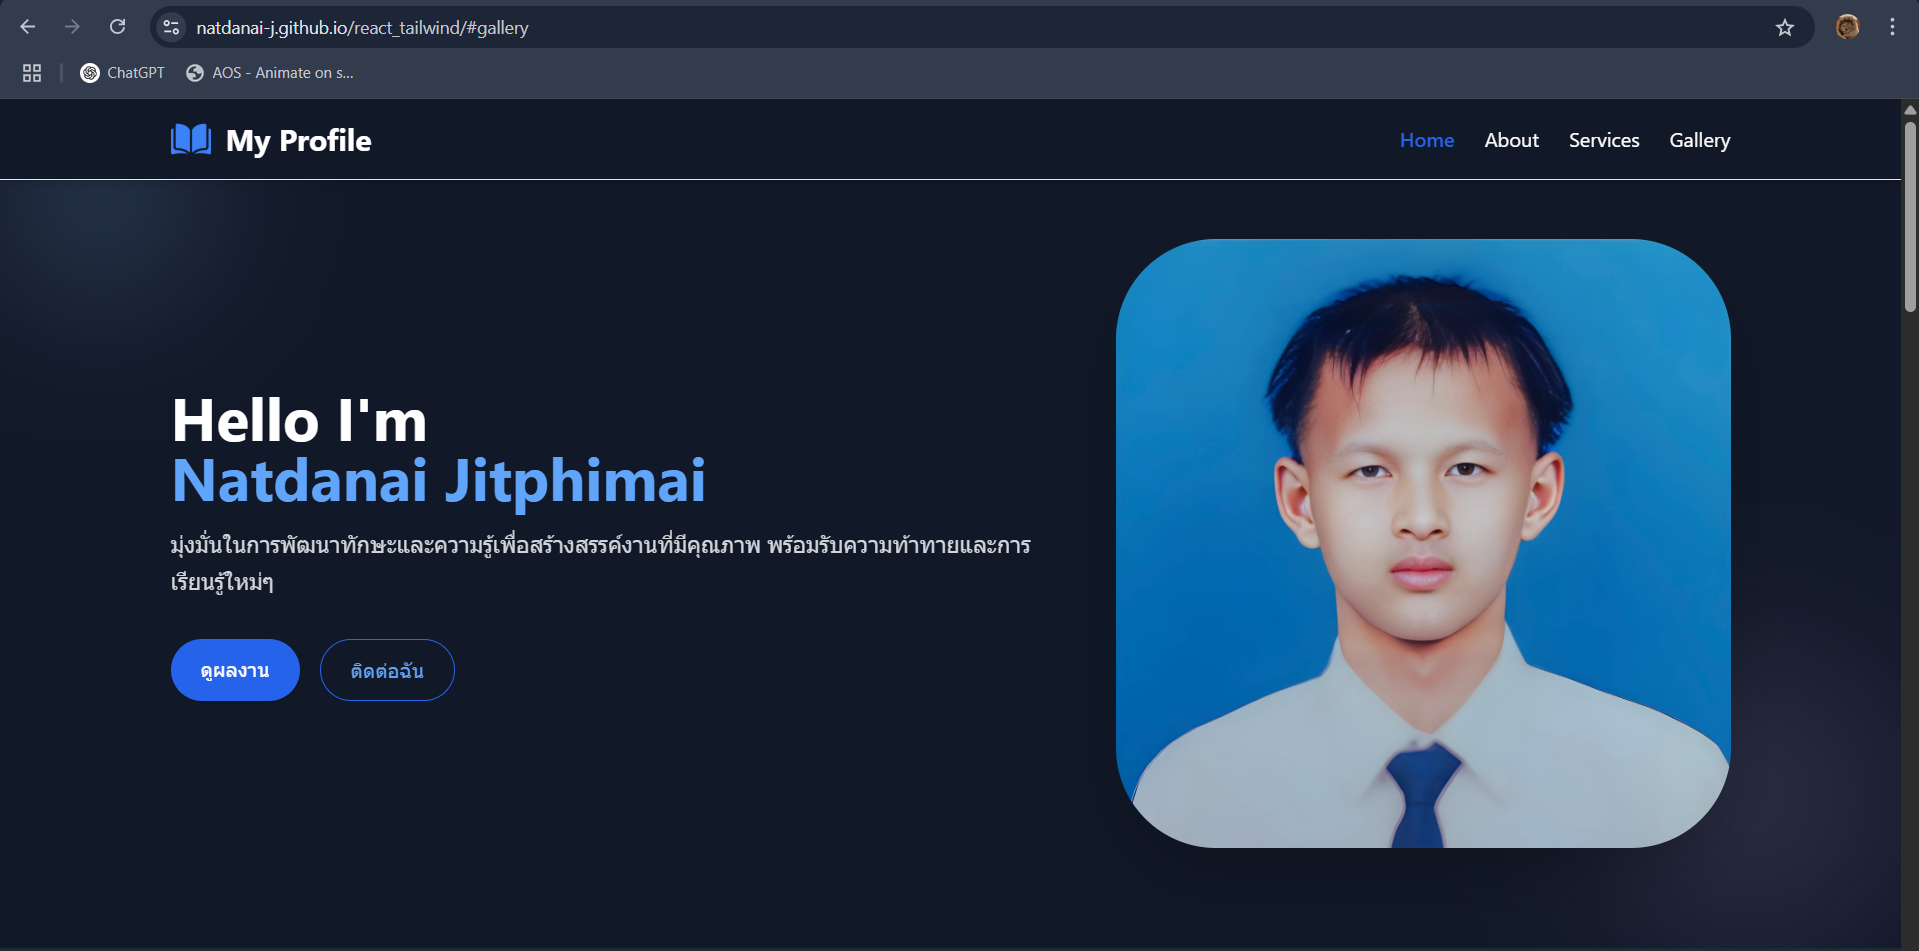 natdanai-j.github.io/react_tailwind/#gallery
ChatGPT
AOS - Animate on s...
My Profile
Home About Services Gallery
Hello I'm
Natdanai Jitphimai
มุ่งมั่นในการพัฒนาทักษะและความรู้เพื่อสร้างสรรค์งานที่มีคุณภาพ พร้อมรับความท้าทายและการ
เรียนรู้ใหม่ๆ
ดูผลงาน ติดต่อฉัน